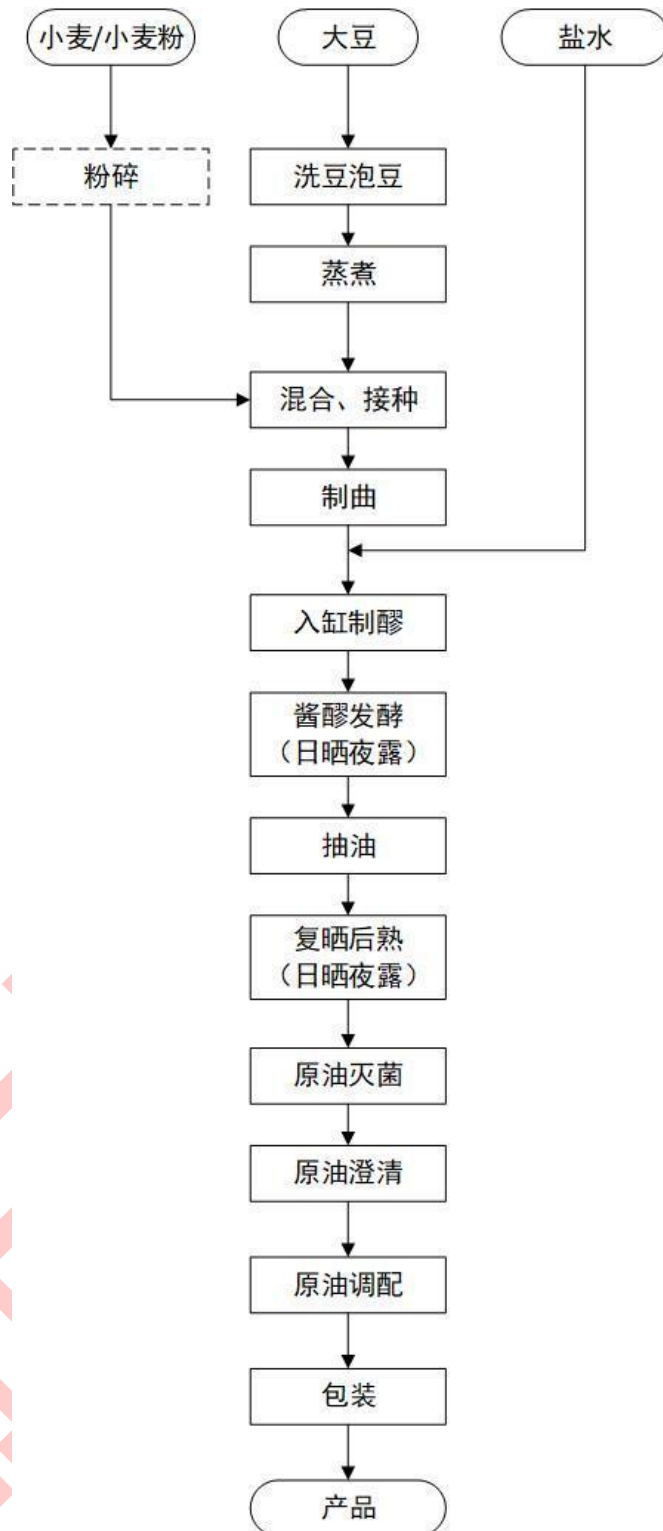 小麦/小麦粉
大豆
盐水
粉碎
洗豆泡豆
蒸煮
混合、接种
制曲
入缸制醪
酱醪发酵
（日晒夜露）
抽油
复晒后熟
（日晒夜露）
原油灭菌
原油澄清
原油调配
包装
产品